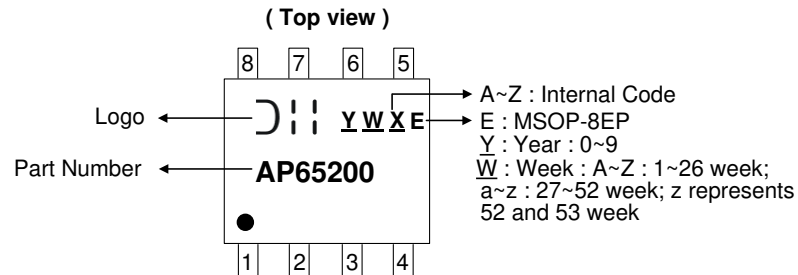 ( Top view )
8 7 6 5
Logo
Y W X E
A~Z : Internal Code
E : MSOP-8EP
Y : Year : 0~9
W : Week : A~Z : 1~26 week;
a~z : 27~52 week; z represents
52 and 53 week
Part Number
AP65200
1 2 3 4